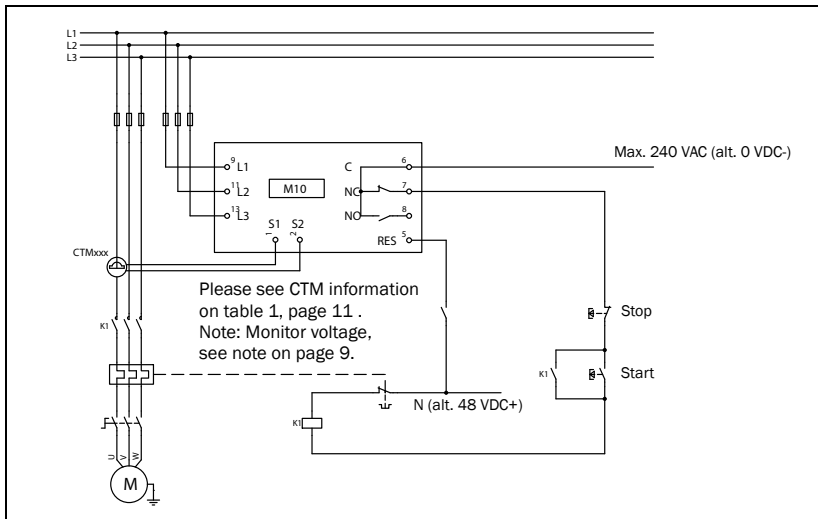 L1
L2
L3
Max. 240 VAC (alt. 0 VDC-)
9 L1
C 6
M10
11 L2
NC 7
13 L3
NO 8
S1 S2
1 2
RES 5
CTMxxx
Please see CTM information
on table 1, page 11 .
Note: Monitor voltage,
see note on page 9.
Stop
K1
K1
Start
N (alt. 48 VDC+)
K1
U V W
M